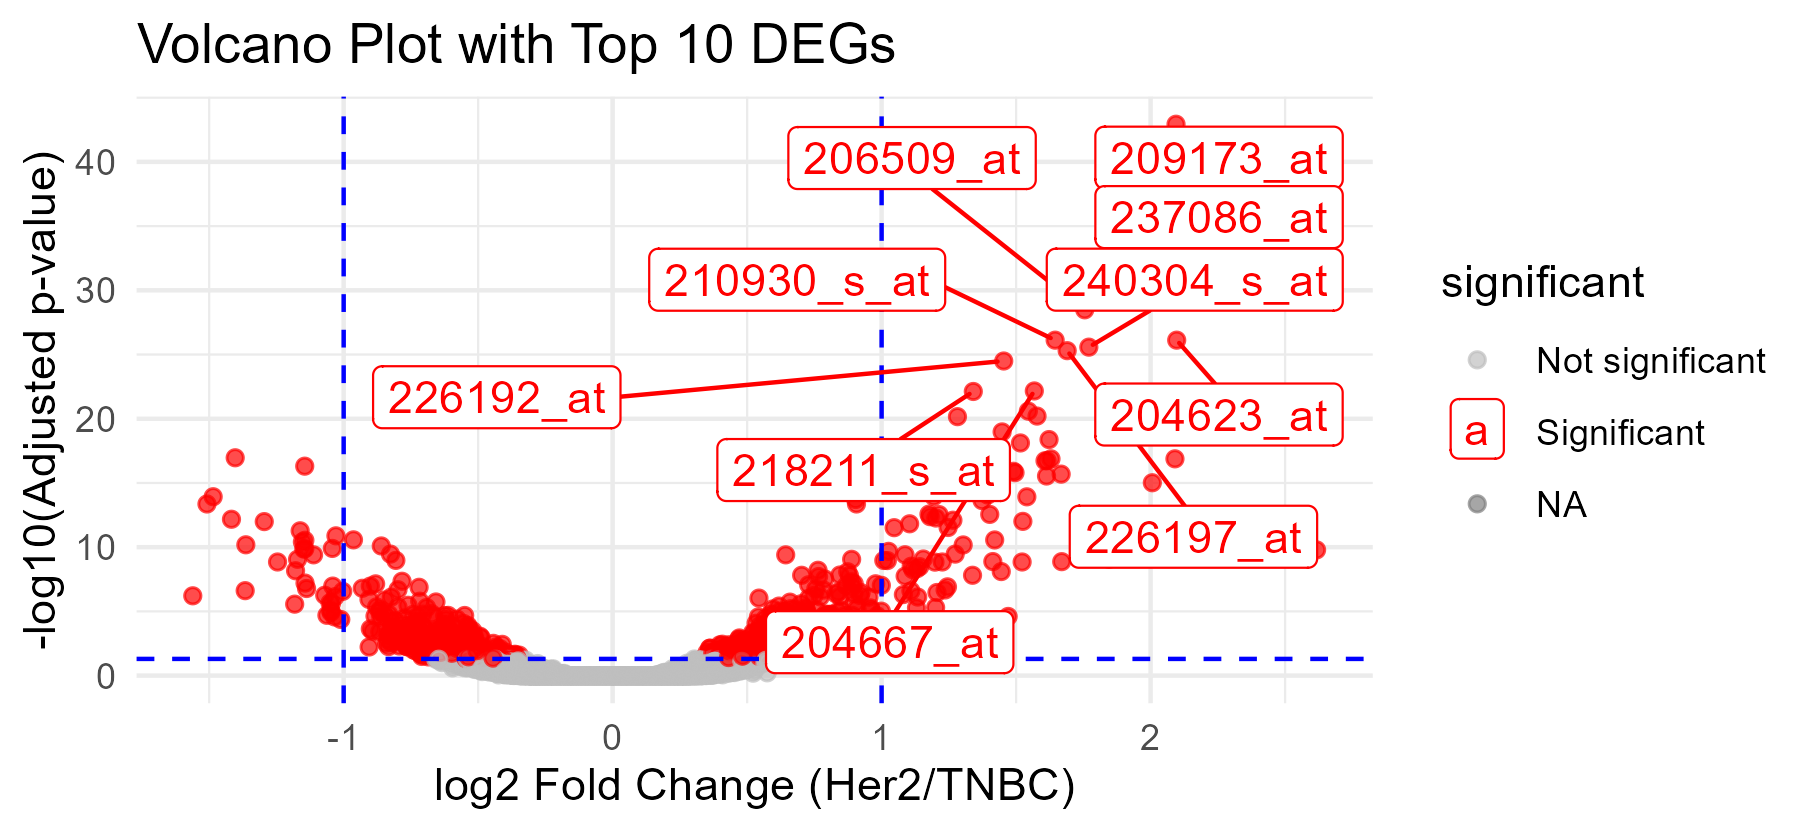 Volcano Plot with Top 10 DEGs
-log10(Adjusted p-value)
40
30
20
10
0
206509_at
209173_at
237086_at
210930_s_at
240304_s_at
226192_at
204623_at
218211_s_at
226197_at
204667_at
-1
0
1
2
log2 Fold Change (Her2/TNBC)
significant
Not significant
a Significant
NA